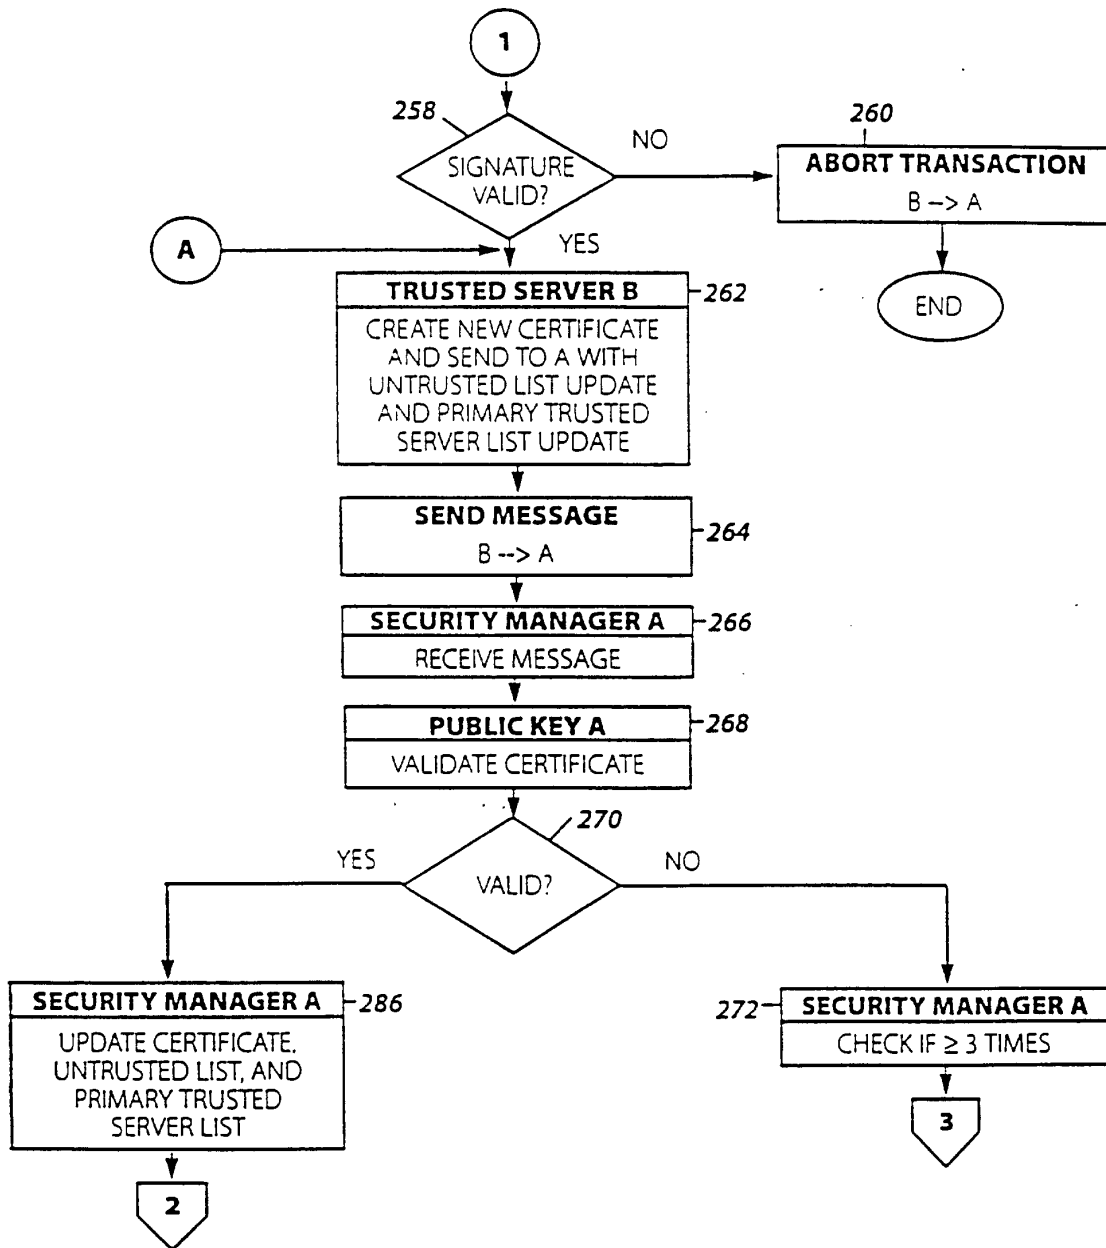 1
258
SIGNATURE
VALID?
NO
260
ABORT TRANSACTION
B --> A
END
A
YES
TRUSTED SERVER B
262
CREATE NEW CERTIFICATE
AND SEND TO A WITH
UNTRUSTED LIST UPDATE
AND PRIMARY TRUSTED
SERVER LIST UPDATE
SEND MESSAGE
264
B --> A
SECURITY MANAGER A
266
RECEIVE MESSAGE
PUBLIC KEY A
268
VALIDATE CERTIFICATE
270
YES
VALID?
NO
SECURITY MANAGER A
286
UPDATE CERTIFICATE,
UNTRUSTED LIST, AND
PRIMARY TRUSTED
SERVER LIST
2
272
SECURITY MANAGER A
CHECK IF ≥ 3 TIMES
3